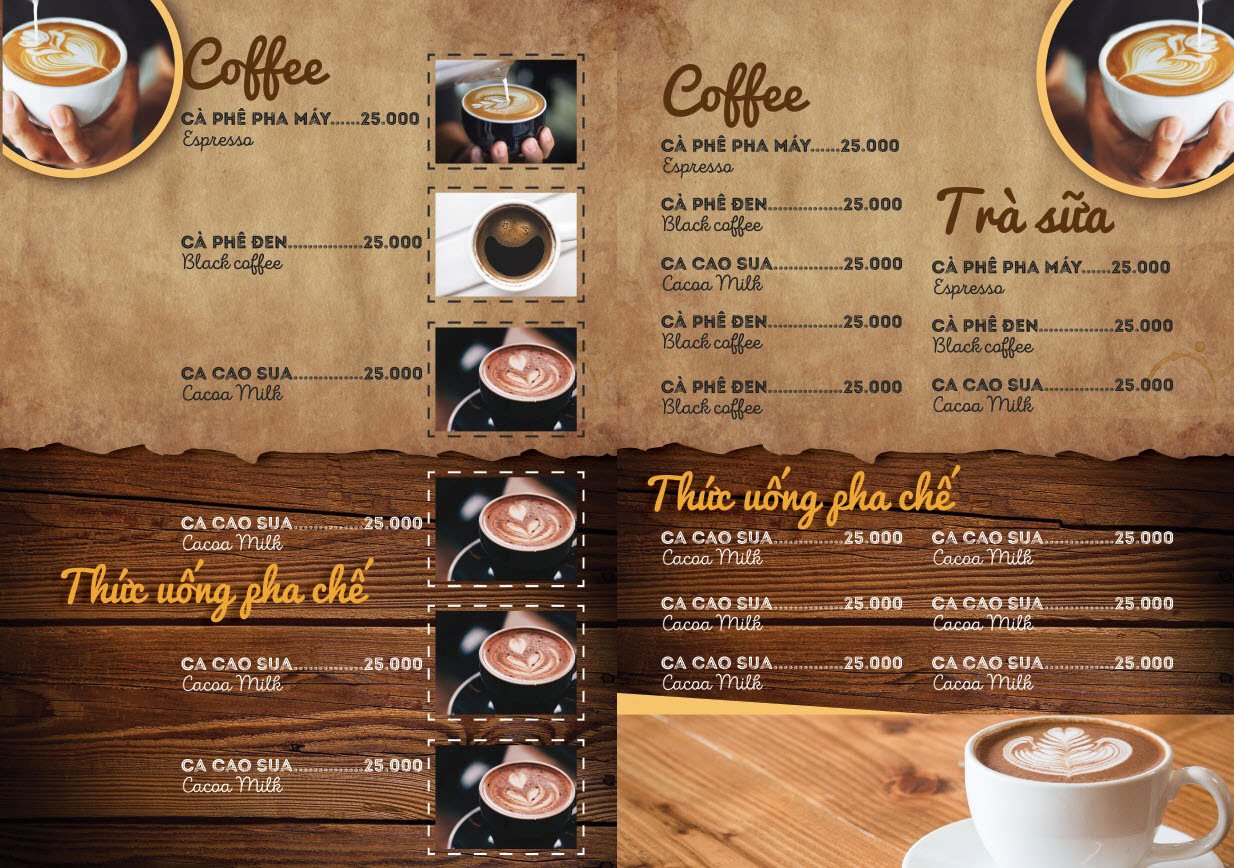 Coffee
CÀ PHÊ PHA MÁY......25.000
Espresso
CÀ PHÊ ĐEN..............25.000
Black coffee
CA CAO SUA.............25.000
Cacoa Milk
CA CAO SUA.............25.000
Cacoa Milk
Thức uống pha chế
CA CAO SUA.............25.000
Cacoa Milk
CA CAO SUA.............25.000
Cacoa Milk
Coffee
CÀ PHÊ PHA MÁY......25.000
Espresso
CÀ PHÊ ĐEN..............25.000
Black coffee
CA CAO SUA.............25.000
Cacoa Milk
CÀ PHÊ ĐEN..............25.000
Black coffee
CÀ PHÊ ĐEN..............25.000
Black coffee
Trà sữa
CÀ PHÊ PHA MÁY......25.000
Espresso
CÀ PHÊ ĐEN..............25.000
Black coffee
CA CAO SUA.............25.000
Cacoa Milk
Thức uống pha chế
CA CAO SUA.............25.000
Cacoa Milk
CA CAO SUA.............25.000
Cacoa Milk
CA CAO SUA.............25.000
Cacoa Milk
CA CAO SUA.............25.000
Cacoa Milk
CA CAO SUA.............25.000
Cacoa Milk
CA CAO SUA.............25.000
Cacoa Milk